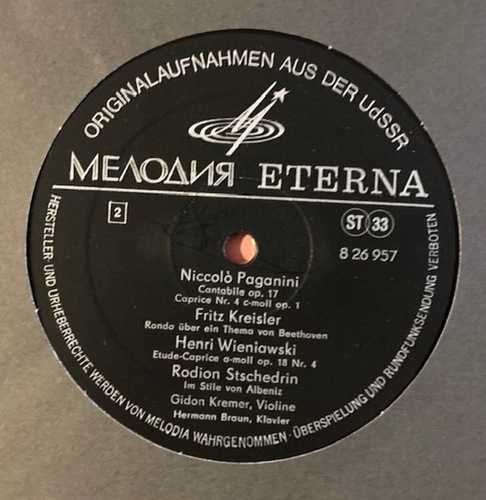 ORIGINALAUFNAHMEN AUS DER UdSSR
МЕЛОДИЯ ETERNA
2
ST 33
8 26 957
Niccolò Paganini
Cantabile op. 17
Caprice Nr. 4 c-moll op. 1
Fritz Kreisler
Rondo über ein Thema von Beethoven
Henri Wieniawski
Etude-Caprice a-moll op. 18 Nr. 4
Rodion Stschedrin
Im Stile von Albeniz
Gidon Kremer, Violine
Hermann Braun, Klavier
HERSTELLER- UND URHEBERRECHTE WERDEN VON MELODIA WAHRGENOMMEN · ÜBERSPIELUNG UND RUNDFUNKSENDUNG VERBOTEN